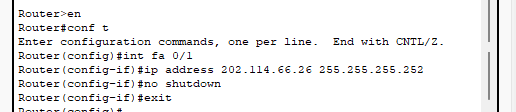 Router>en
Router#conf t
Enter configuration commands, one per line.  End with CNTL/Z.
Router(config)#int fa 0/1
Router(config-if)#ip address 202.114.66.26 255.255.255.252
Router(config-if)#no shutdown
Router(config-if)#exit
Router(config)#